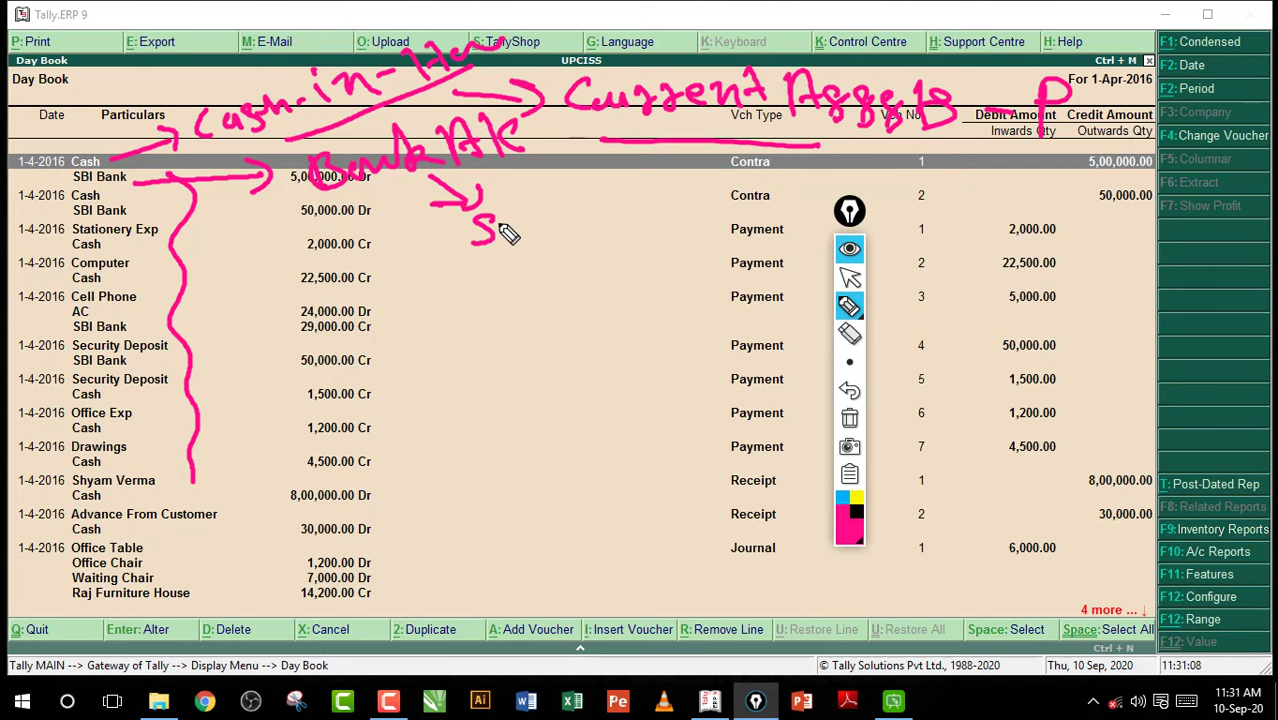 Tally.ERP 9
P: Print E: Export M: E-Mail O: Upload S: TallyShop G: Language K: Keyboard K: Control Centre H: Support Centre H: Help
Day Book UPCISS Ctrl + M
Day Book For 1-Apr-2016
Cash-in-Han Current Assets - P
Date Particulars Vch Type Vch No. Debit Amount Credit Amount
Inwards Qty Outwards Qty
Bank A/c
1-4-2016 Cash Contra 1 5,00,000.00
SBI Bank 5,00,000.00 Dr
1-4-2016 Cash Contra 2 50,000.00
SBI Bank 50,000.00 Dr
S
1-4-2016 Stationery Exp Payment 1 2,000.00
Cash 2,000.00 Cr
1-4-2016 Computer Payment 2 22,500.00
Cash 22,500.00 Cr
1-4-2016 Cell Phone Payment 3 5,000.00
AC 24,000.00 Dr
SBI Bank 29,000.00 Cr
1-4-2016 Security Deposit Payment 4 50,000.00
SBI Bank 50,000.00 Cr
1-4-2016 Security Deposit Payment 5 1,500.00
Cash 1,500.00 Cr
1-4-2016 Office Exp Payment 6 1,200.00
Cash 1,200.00 Cr
1-4-2016 Drawings Payment 7 4,500.00
Cash 4,500.00 Cr
1-4-2016 Shyam Verma Receipt 1 8,00,000.00
Cash 8,00,000.00 Dr
1-4-2016 Advance From Customer Receipt 2 30,000.00
Cash 30,000.00 Dr
1-4-2016 Office Table Journal 1 6,000.00
Office Chair 1,200.00 Dr
Waiting Chair 7,000.00 Dr
Raj Furniture House 14,200.00 Cr
4 more ... ↓
F1: Condensed
F2: Date
F2: Period
F3: Company
F4: Change Voucher
F5: Columnar
F6: Extract
F7: Show Profit
T: Post-Dated Rep
F8: Related Reports
F9: Inventory Reports
F10: A/c Reports
F11: Features
F12: Configure
F12: Range
F12: Value
Q: Quit Enter: Alter D: Delete X: Cancel 2: Duplicate A: Add Voucher I: Insert Voucher R: Remove Line U: Restore Line U: Restore All Space: Select Space: Select All
Ctrl + N
Tally MAIN --> Gateway of Tally --> Display Menu --> Day Book © Tally Solutions Pvt Ltd., 1988-2020 Thu, 10 Sep, 2020 11:31:08
Ai W X Pe P
11:31 AM
10-Sep-20